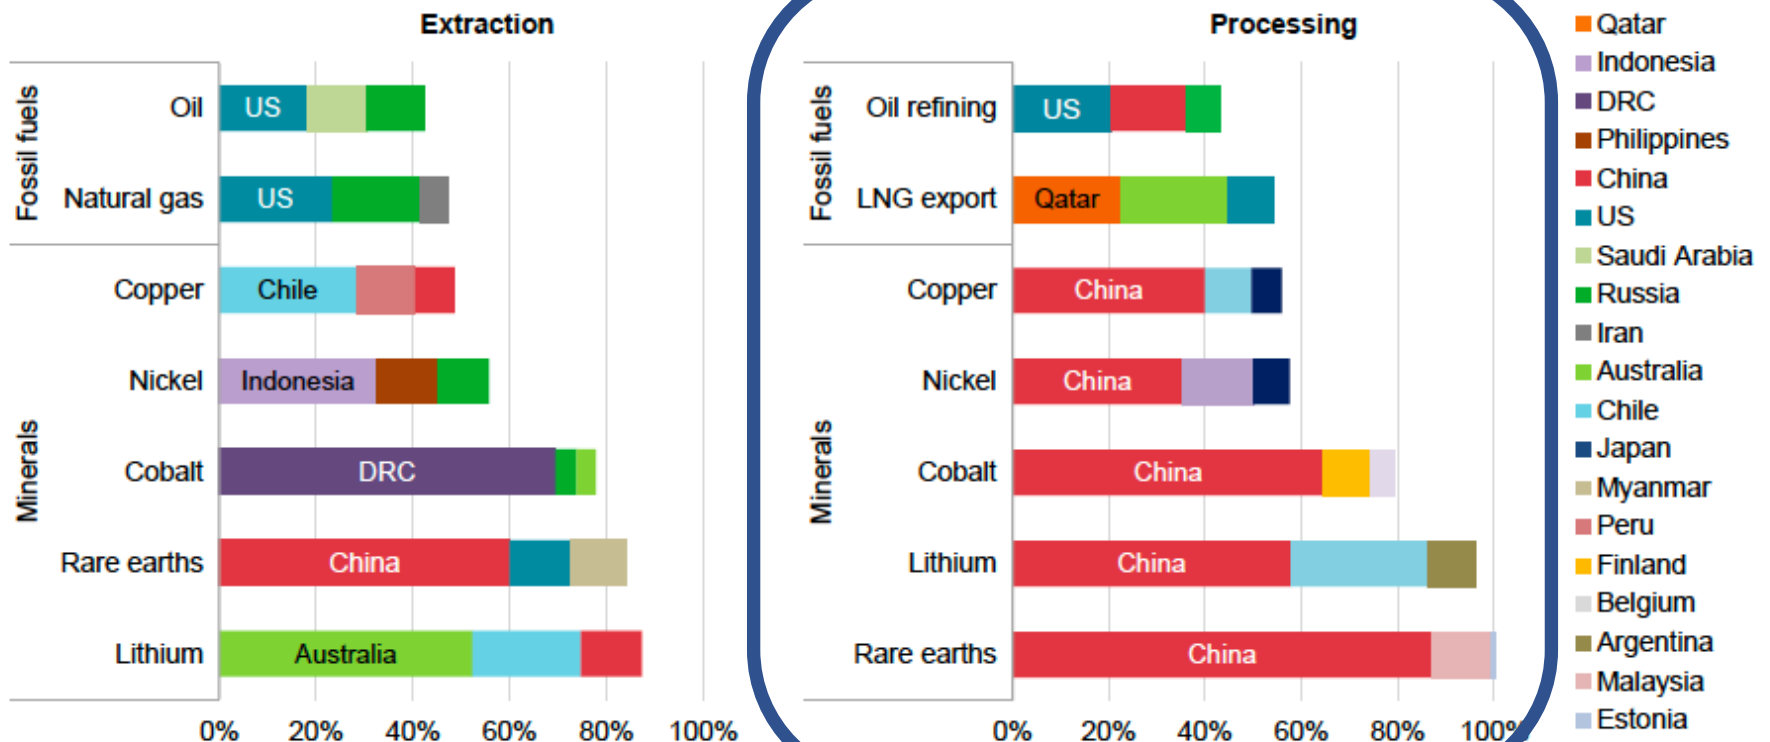 Extraction
Fossil fuels
Oil
US
Natural gas
US
Minerals
Copper
Chile
Nickel
Indonesia
Cobalt
DRC
Rare earths
China
Lithium
Australia
0% 20% 40% 60% 80% 100%
Processing
Fossil fuels
Oil refining
US
LNG export
Qatar
Minerals
Copper
China
Nickel
China
Cobalt
China
Lithium
China
Rare earths
China
0% 20% 40% 60% 80% 100%
Qatar
Indonesia
DRC
Philippines
China
US
Saudi Arabia
Russia
Iran
Australia
Chile
Japan
Myanmar
Peru
Finland
Belgium
Argentina
Malaysia
Estonia